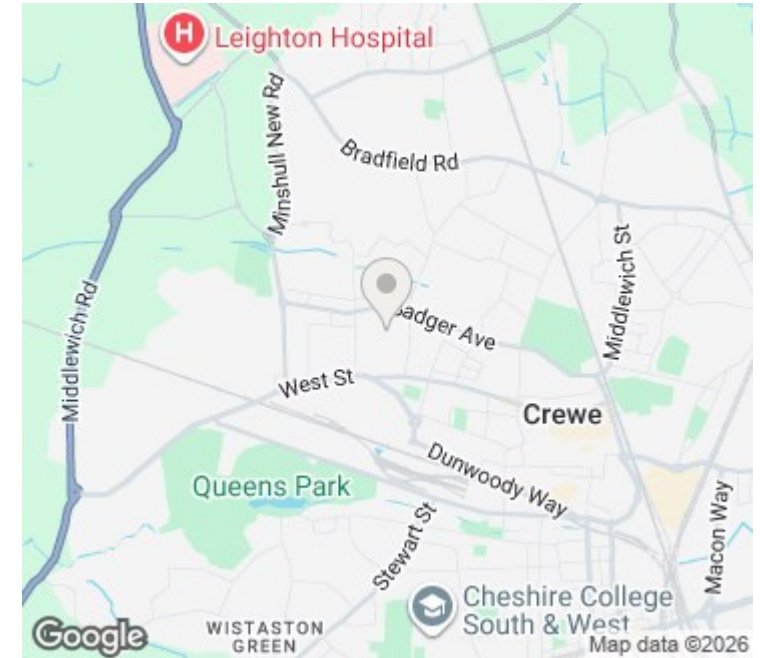 H
Leighton Hospital
Minshull New Rd
Bradfield Rd
Middlewich St
Middlewich Rd
Badger Ave
West St
Crewe
Dunwoody Way
Queens Park
Stewart St
Macon Way
Cheshire College
South & West
WISTASTON
GREEN
Google
Map data ©2026